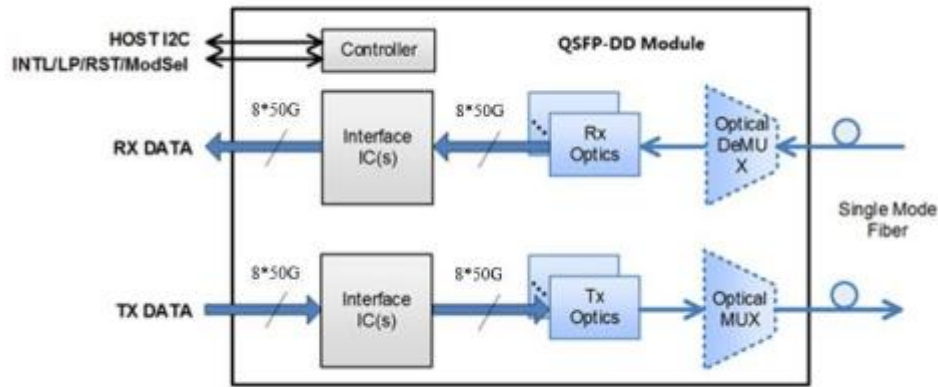 HOST I2C
INTL/LP/RST/ModSel
Controller
QSFP-DD Module
8*50G
8*50G
RX DATA
Interface
IC(s)
Rx
Optics
Optical
DeMU
X
Single Mode
Fiber
8*50G
8*50G
TX DATA
Interface
IC(s)
Tx
Optics
Optical
MUX